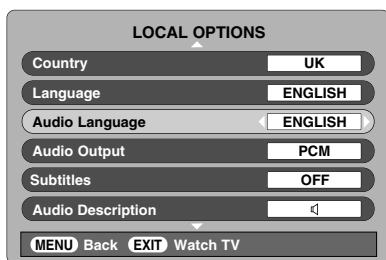 LOCAL OPTIONS
Country UK
Language ENGLISH
Audio Language ENGLISH
Audio Output PCM
Subtitles OFF
Audio Description
MENU Back EXIT Watch TV